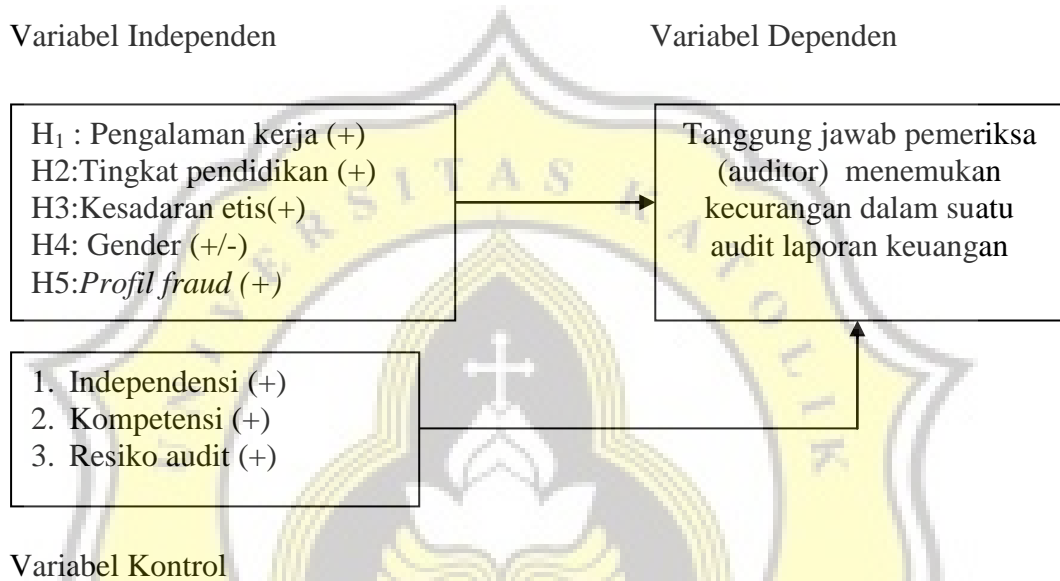 Variabel Independen
Variabel Dependen
H₁ : Pengalaman kerja (+)
H2:Tingkat pendidikan (+)
H3:Kesadaran etis(+)
H4: Gender (+/-)
H5:Profil fraud (+)
Tanggung jawab pemeriksa
(auditor) menemukan
kecurangan dalam suatu
audit laporan keuangan
1. Independensi (+)
2. Kompetensi (+)
3. Resiko audit (+)
Variabel Kontrol
UNIVERSITAS KATOLIK